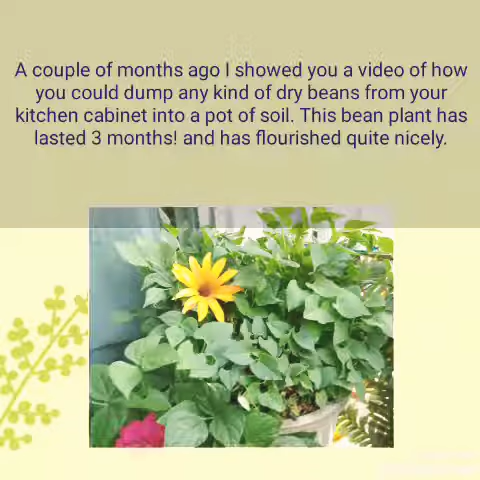 A couple of months ago I showed you a video of how
you could dump any kind of dry beans from your
kitchen cabinet into a pot of soil. This bean plant has
lasted 3 months! and has flourished quite nicely.